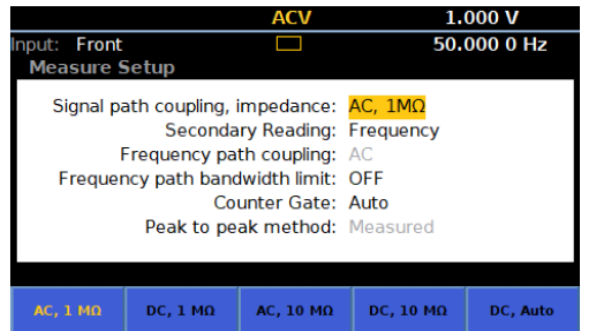 ACV 1.000 V
Input: Front 50.000 0 Hz
Measure Setup
Signal path coupling, impedance: AC, 1MΩ
Secondary Reading: Frequency
Frequency path coupling: AC
Frequency path bandwidth limit: OFF
Counter Gate: Auto
Peak to peak method: Measured
AC, 1 MΩ DC, 1 MΩ AC, 10 MΩ DC, 10 MΩ DC, Auto